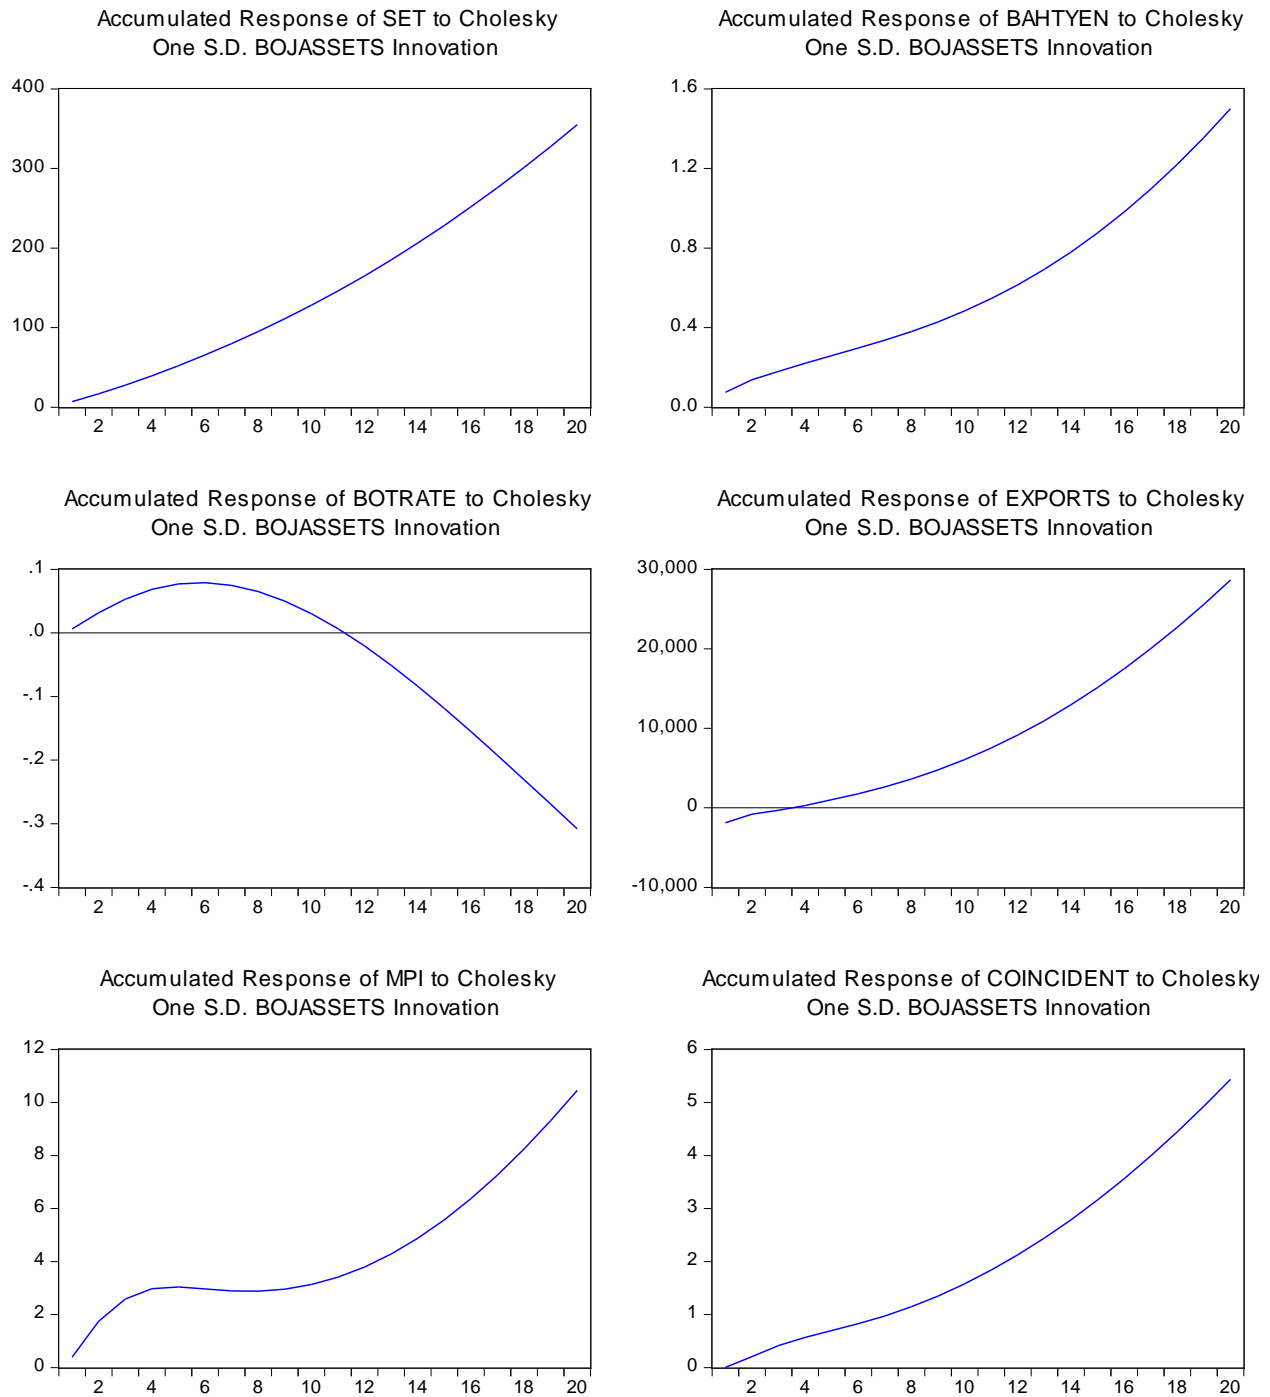 Accumulated Response of SET to Cholesky
One S.D. BOJASSETS Innovation
400
300
200
100
0
2 4 6 8 10 12 14 16 18 20
Accumulated Response of BAHTYEN to Cholesky
One S.D. BOJASSETS Innovation
1.6
1.2
0.8
0.4
0.0
2 4 6 8 10 12 14 16 18 20
Accumulated Response of BOTRATE to Cholesky
One S.D. BOJASSETS Innovation
.1
.0
-.1
-.2
-.3
-.4
2 4 6 8 10 12 14 16 18 20
Accumulated Response of EXPORTS to Cholesky
One S.D. BOJASSETS Innovation
30,000
20,000
10,000
0
-10,000
2 4 6 8 10 12 14 16 18 20
Accumulated Response of MPI to Cholesky
One S.D. BOJASSETS Innovation
12
10
8
6
4
2
0
2 4 6 8 10 12 14 16 18 20
Accumulated Response of COINCIDENT to Cholesky
One S.D. BOJASSETS Innovation
6
5
4
3
2
1
0
2 4 6 8 10 12 14 16 18 20